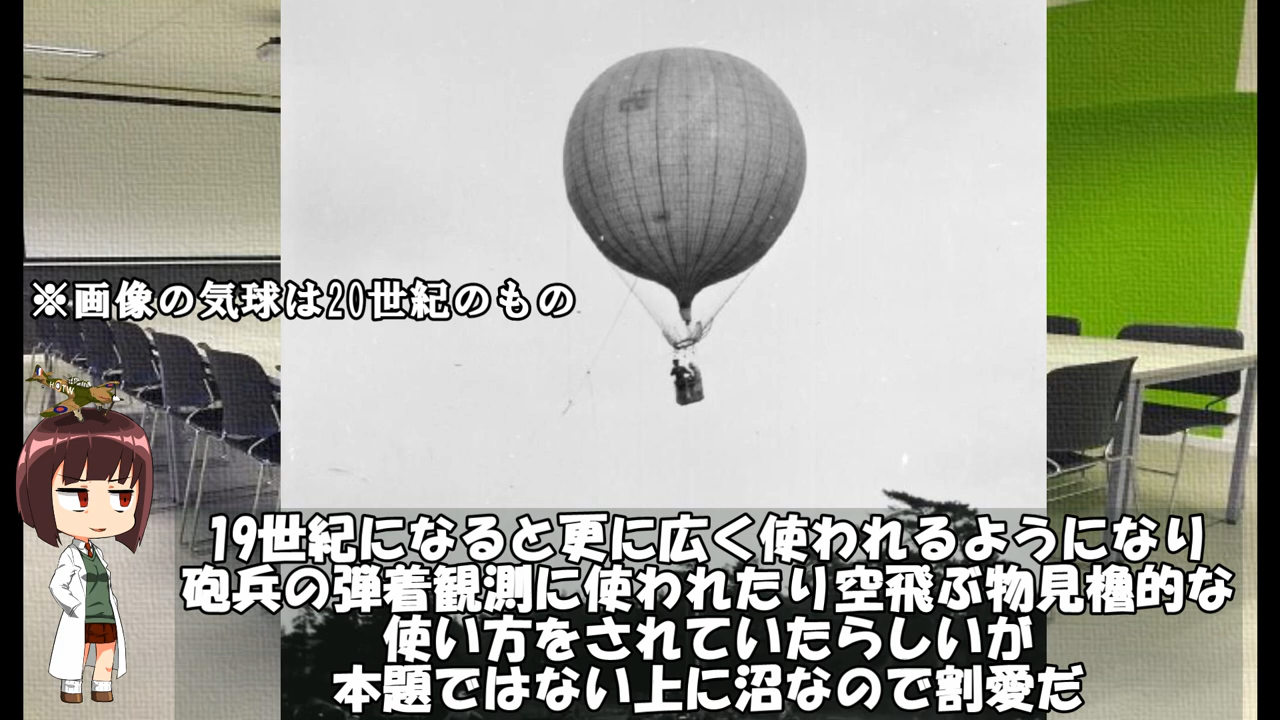 ※画像の気球は20世紀のもの
19世紀になると更に広く使われるようになり
砲兵の弾着観測に使われたり空飛ぶ物見櫓的な
使い方をされていたらしいが
本題ではない上に沼なので割愛だ